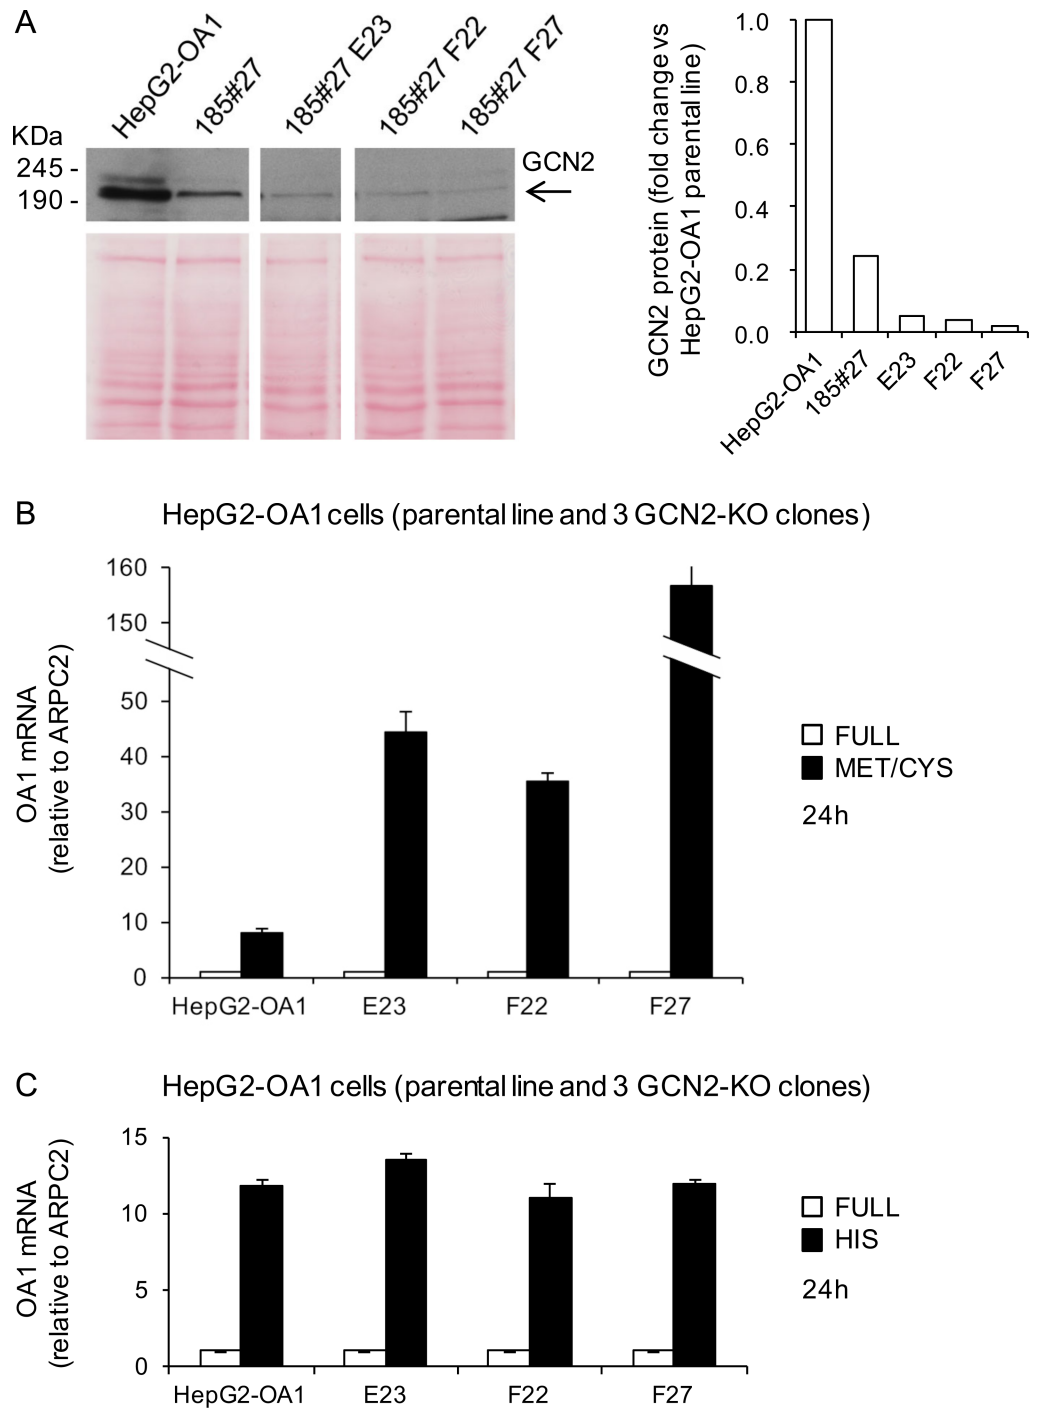 A
HepG2-OA1
185#27
185#27 E23
185#27 F22
185#27 F27
KDa
245 -
190 -
GCN2
GCN2 protein (fold change vs
HepG2-OA1 parental line)
1.0
0.8
0.6
0.4
0.2
0.0
HepG2-OA1
185#27
E23
F22
F27
B
HepG2-OA1 cells (parental line and 3 GCN2-KO clones)
OA1 mRNA
(relative to ARPC2)
160
150
50
40
30
20
10
0
HepG2-OA1
E23
F22
F27
FULL
MET/CYS
24h
C
HepG2-OA1 cells (parental line and 3 GCN2-KO clones)
OA1 mRNA
(relative to ARPC2)
15
10
5
0
HepG2-OA1
E23
F22
F27
FULL
HIS
24h